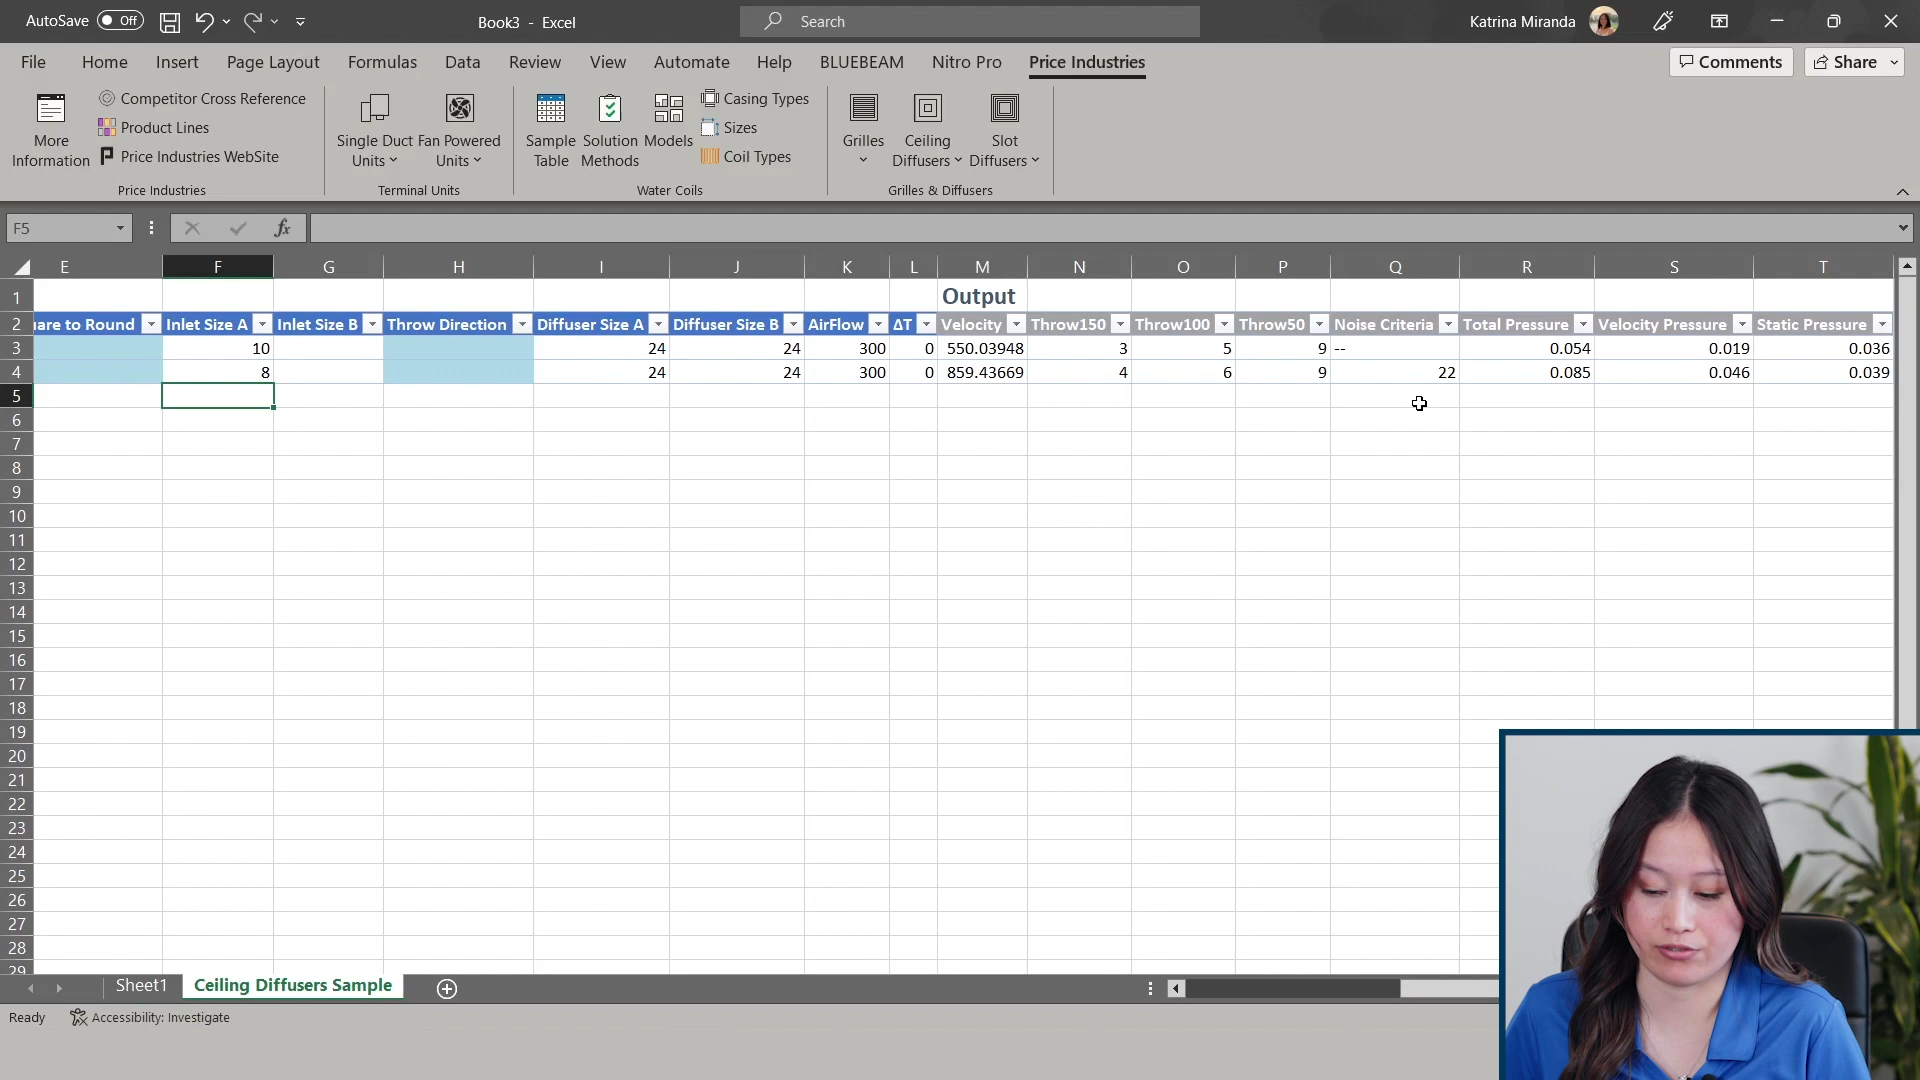 AutoSave Off Book3 - Excel Search Katrina Miranda
File Home Insert Page Layout Formulas Data Review View Automate Help BLUEBEAM Nitro Pro Price Industries Comments Share
More Information
Competitor Cross Reference
Product Lines
Price Industries WebSite
Price Industries
Single Duct Units
Fan Powered Units
Terminal Units
Sample Table
Solution Methods
Models
Casing Types
Sizes
Coil Types
Water Coils
Grilles
Ceiling Diffusers
Slot Diffusers
Grilles & Diffusers
F5 fx
E F G H I J K L M N O P Q R S T
1 Output
2 uare to Round Inlet Size A Inlet Size B Throw Direction Diffuser Size A Diffuser Size B AirFlow ΔT Velocity Throw150 Throw100 Throw50 Noise Criteria Total Pressure Velocity Pressure Static Pressure
3 10 24 24 300 0 550.03948 3 5 9 -- 0.054 0.019 0.036
4 8 24 24 300 0 859.43669 4 6 9 22 0.085 0.046 0.039
5
6
7
8
9
10
11
12
13
14
15
16
17
18
19
20
21
22
23
24
25
26
27
28
29
Sheet1 Ceiling Diffusers Sample
Ready Accessibility: Investigate